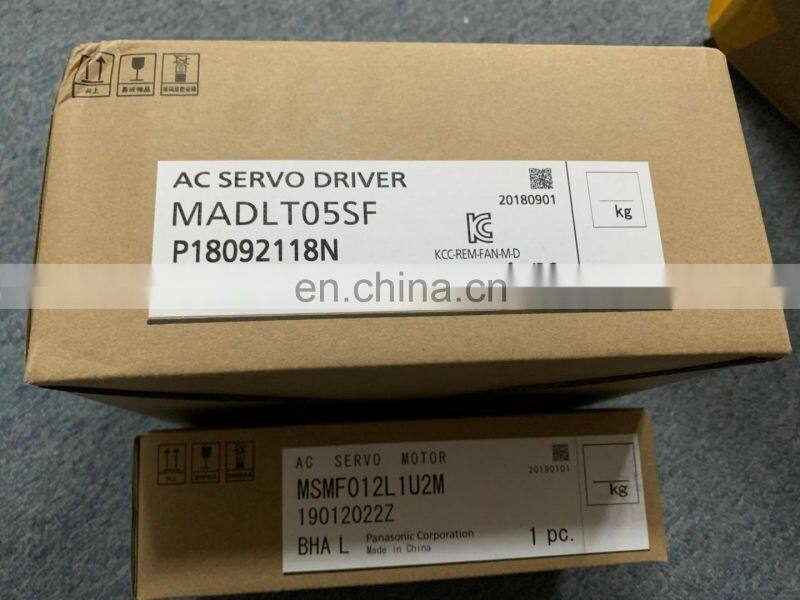 AC SERVO DRIVER
20180901
MADLT05SF
kg
P18092118N
KCC-REM-FAN-M-D
en.china.cn
AC SERVO MOTOR
20190101
MSMF012L1U2M
kg
19012022Z
BHA L
Panasonic Corporation
Made in China
1 pc.